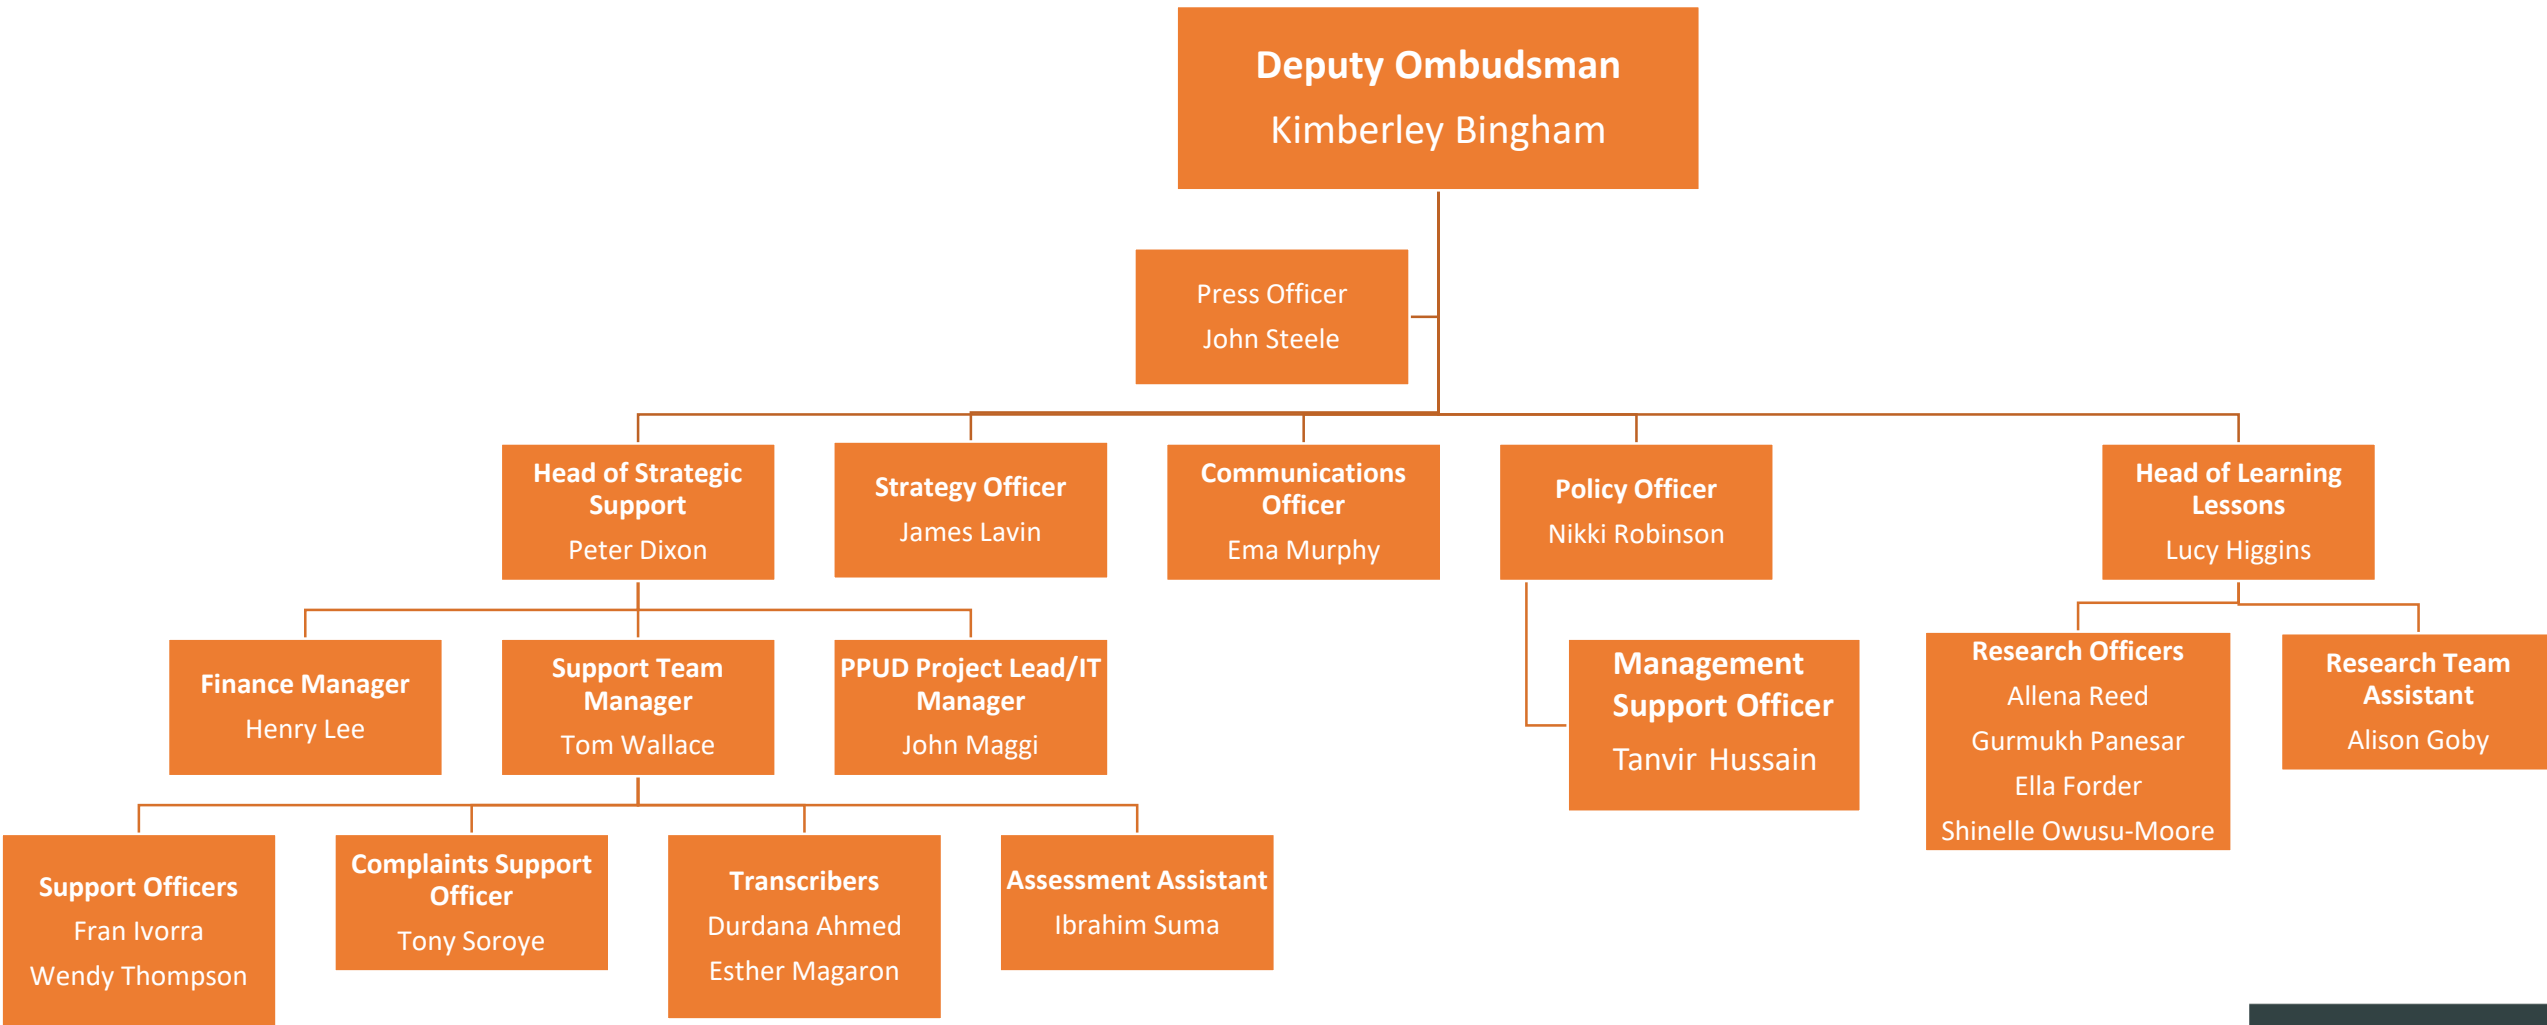 Deputy Ombudsman
Kimberley Bingham
Press Officer
John Steele
Head of Strategic
Support
Peter Dixon
Strategy Officer
James Lavin
Communications
Officer
Ema Murphy
Policy Officer
Nikki Robinson
Head of Learning
Lessons
Lucy Higgins
Finance Manager
Henry Lee
Support Team
Manager
Tom Wallace
PPUD Project Lead/IT
Manager
John Maggi
Management
Support Officer
Tanvir Hussain
Research Officers
Allena Reed
Gurmukh Panesar
Ella Forder
Shinelle Owusu-Moore
Research Team
Assistant
Alison Goby
Support Officers
Fran Ivorra
Wendy Thompson
Complaints Support
Officer
Tony Soroye
Transcribers
Durdana Ahmed
Esther Magaron
Assessment Assistant
Ibrahim Suma